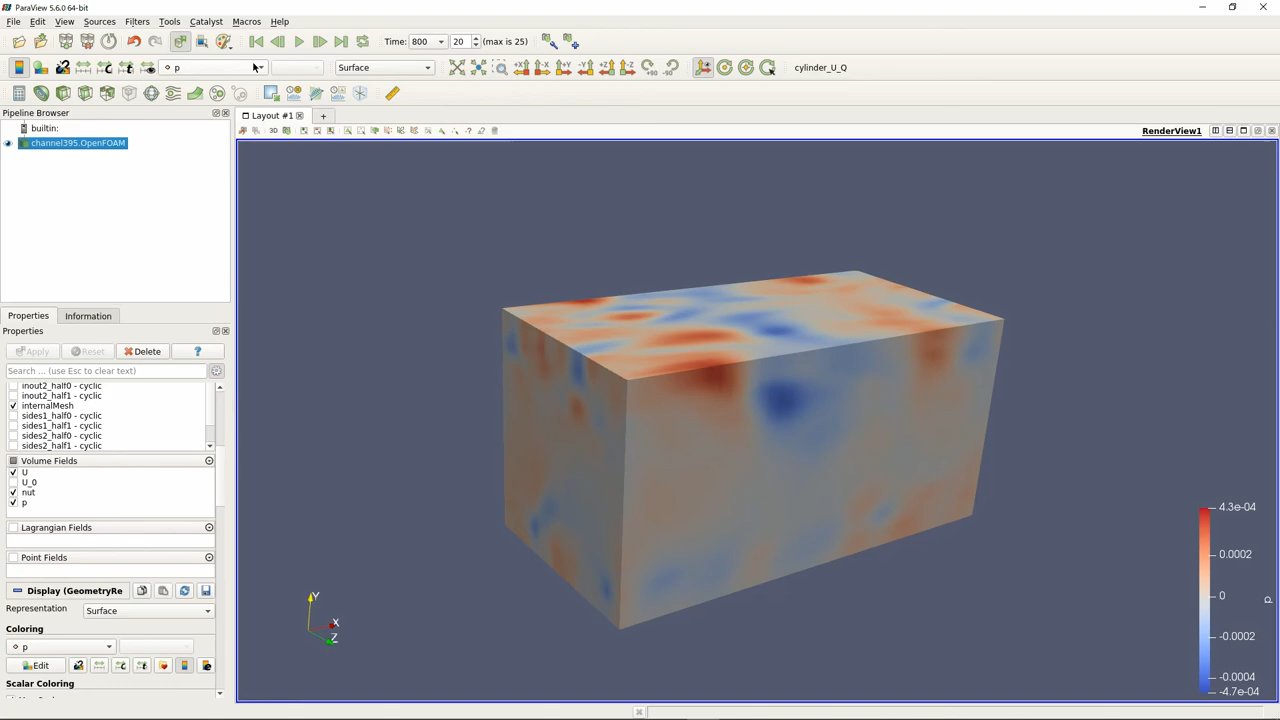 ParaView 5.6.0 64-bit
File Edit View Sources Filters Tools Catalyst Macros Help
Time: 800 20 (max is 25)
p Surface cylinder_U_Q
Pipeline Browser
builtin:
channel395.OpenFOAM
Layout #1
3D
RenderView1
Properties Information
Properties
Apply Reset Delete ?
Search ... (use Esc to clear text)
inout2_half0 - cyclic
inout2_half1 - cyclic
internalMesh
sides1_half0 - cyclic
sides1_half1 - cyclic
sides2_half0 - cyclic
sides2_half1 - cyclic
Volume Fields
U
U_0
nut
p
Lagrangian Fields
Point Fields
Display (GeometryRe
Representation Surface
Coloring
p
Edit
Scalar Coloring
Y
X
Z
4.3e-04
0.0002
0
-0.0002
-0.0004
-4.7e-04
p